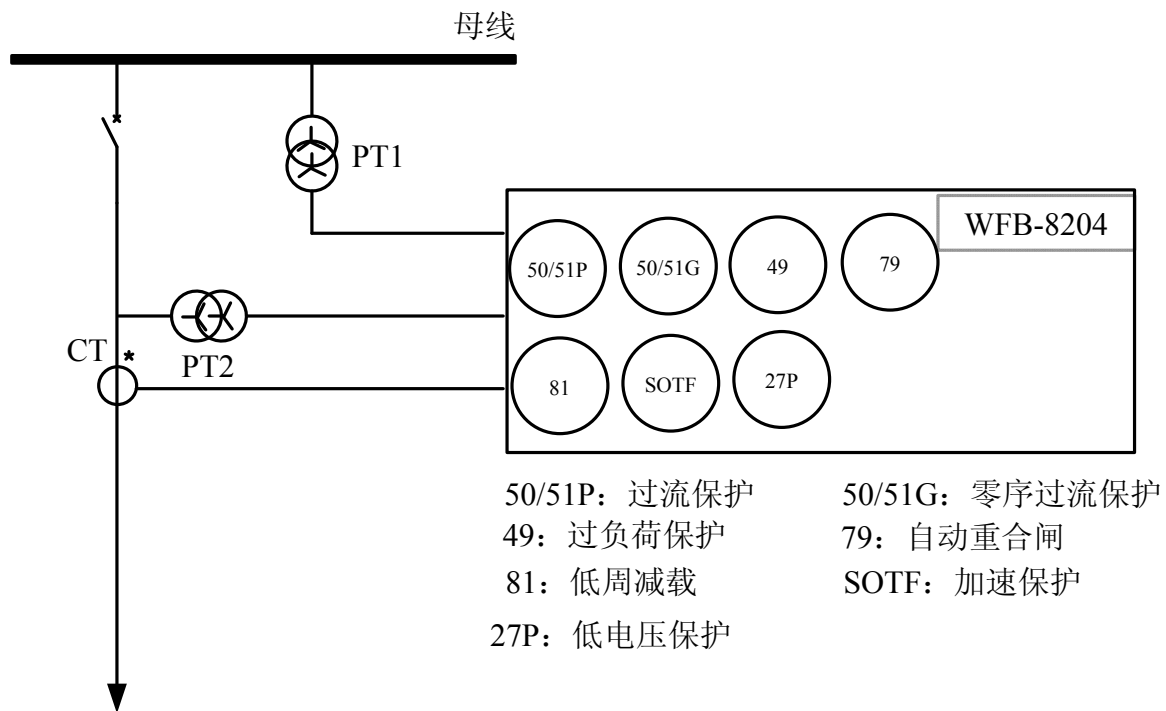 母线
PT1
WFB-8204
50/51P 50/51G 49 79
CT *
PT2
81 SOTF 27P
50/51P：过流保护 50/51G：零序过流保护
49：过负荷保护 79：自动重合闸
81：低周减载 SOTF：加速保护
27P：低电压保护